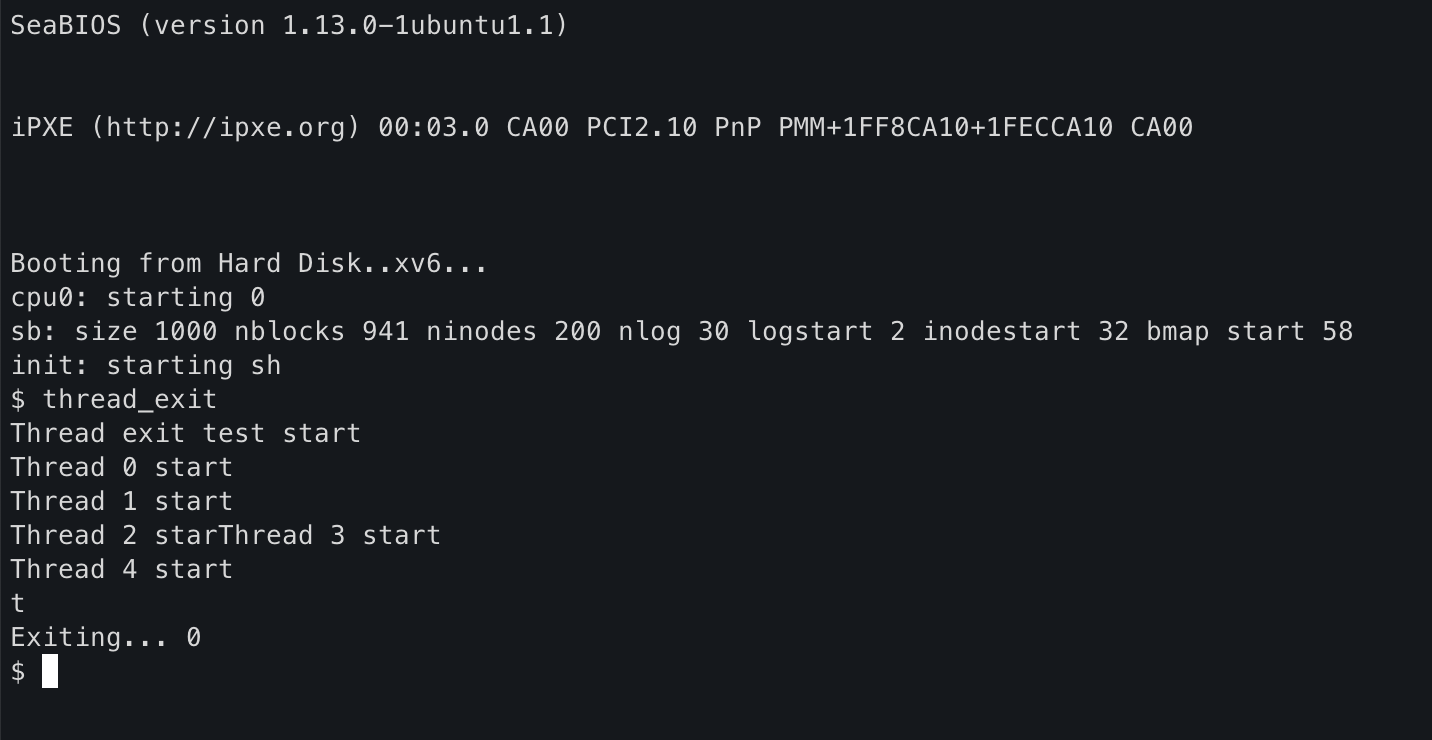 SeaBIOS (version 1.13.0-1ubuntu1.1)
iPXE (http://ipxe.org) 00:03.0 CA00 PCI2.10 PnP PMM+1FF8CA10+1FECCA10 CA00
Booting from Hard Disk..xv6...
cpu0: starting 0
sb: size 1000 nblocks 941 ninodes 200 nlog 30 logstart 2 inodestart 32 bmap start 58
init: starting sh
$ thread_exit
Thread exit test start
Thread 0 start
Thread 1 start
Thread 2 starThread 3 start
Thread 4 start
t
Exiting... 0
$